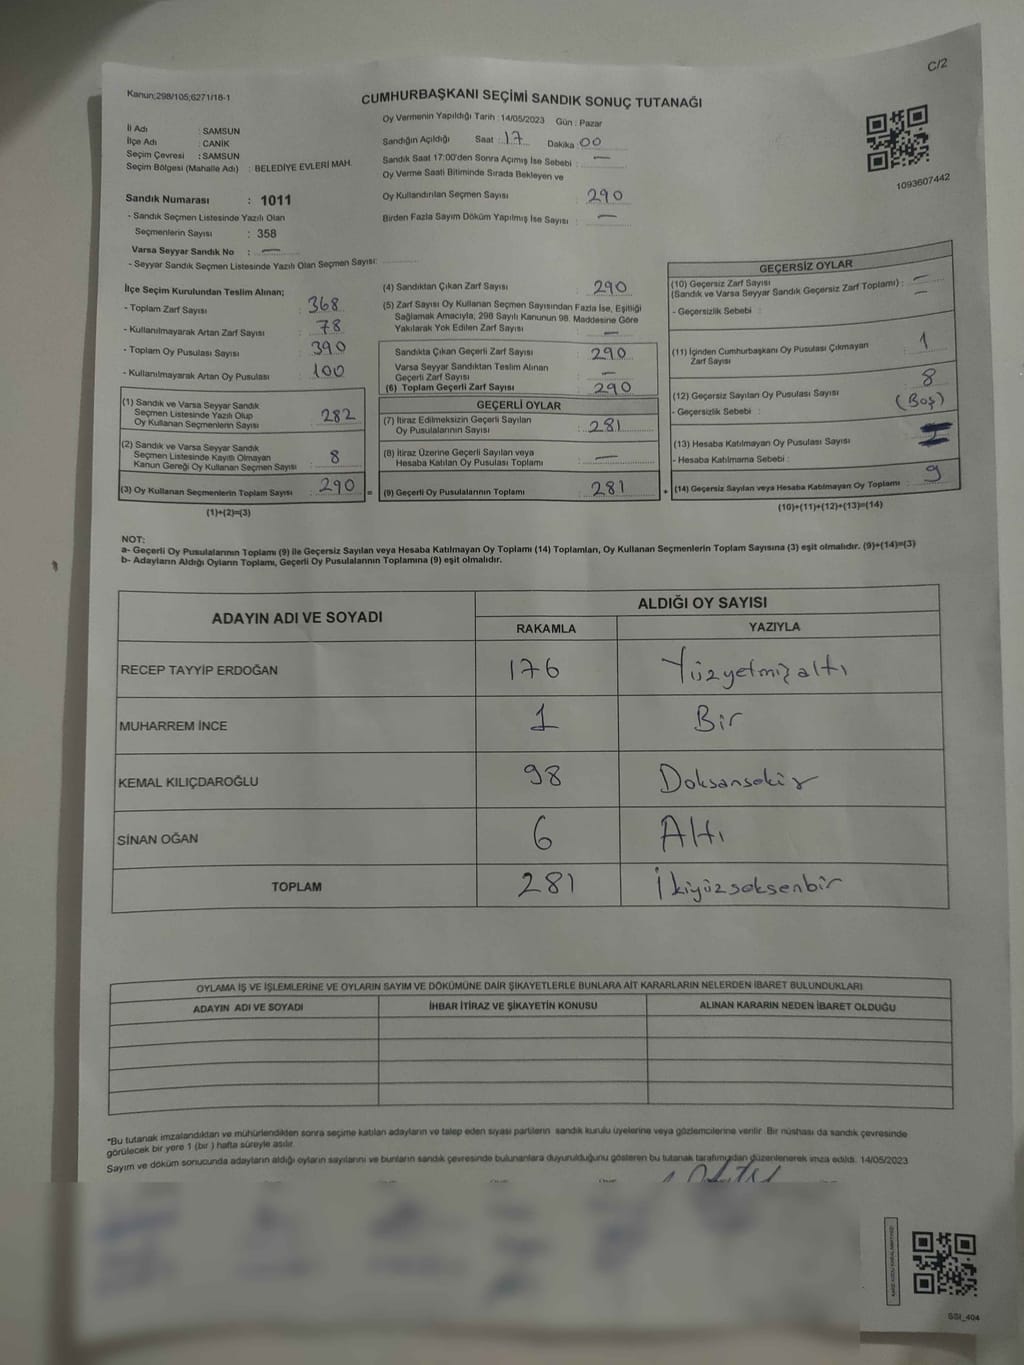 C/2
Kanun;298/105;6271/18-1
CUMHURBAŞKANI SEÇİMİ SANDIK SONUÇ TUTANAĞI
İl Adı : SAMSUN
İlçe Adı : CANİK
Seçim Çevresi : SAMSUN
Seçim Bölgesi (Mahalle Adı) : BELEDİYE EVLERİ MAH.
Sandık Numarası : 1011
- Sandık Seçmen Listesinde Yazılı Olan
Seçmenlerin Sayısı : 358
Varsa Seyyar Sandık No : —
- Seyyar Sandık Seçmen Listesinde Yazılı Olan Seçmen Sayısı:
Oy Vermenin Yapıldığı Tarih : 14/05/2023 Gün : Pazar
Sandığın Açıldığı Saat : 17 Dakika : 00
Sandık Saat 17:00'den Sonra Açımış İse Sebebi : —
Oy Verme Saati Bitiminde Sırada Bekleyen ve
Oy Kullandırılan Seçmen Sayısı : 290
Birden Fazla Sayım Döküm Yapılmış İse Sayısı : —
1093607442
İlçe Seçim Kurulundan Teslim Alınan;
- Toplam Zarf Sayısı : 368
- Kullanılmayarak Artan Zarf Sayısı : 78
- Toplam Oy Pusulası Sayısı : 390
- Kullanılmayarak Artan Oy Pusulası : 100
(1) Sandık ve Varsa Seyyar Sandık
Seçmen Listesinde Yazılı Olup
Oy Kullanan Seçmenlerin Sayısı : 282
(2) Sandık ve Varsa Seyyar Sandık
Seçmen Listesinde Kayıtlı Olmayan
Kanun Gereği Oy Kullanan Seçmen Sayısı : 8
(3) Oy Kullanan Seçmenlerin Toplam Sayısı : 290 =
(1)+(2)=(3)
(4) Sandıktan Çıkan Zarf Sayısı : 290
(5) Zarf Sayısı Oy Kullanan Seçmen Sayısından Fazla İse, Eşitliği
Sağlamak Amacıyla, 298 Sayılı Kanunun 98. Maddesine Göre
Yakılarak Yok Edilen Zarf Sayısı : —
Sandıkta Çıkan Geçerli Zarf Sayısı : 290
Varsa Seyyar Sandıktan Teslim Alınan
Geçerli Zarf Sayısı : —
(6) Toplam Geçerli Zarf Sayısı : 290
GEÇERLİ OYLAR
(7) İtiraz Edilmeksizin Geçerli Sayılan
Oy Pusulalarının Sayısı : 281
(8) İtiraz Üzerine Geçerli Sayılan veya
Hesaba Katılan Oy Pusulası Toplamı : —
(9) Geçerli Oy Pusulalarının Toplamı : 281 +
GEÇERSİZ OYLAR
(10) Geçersiz Zarf Sayısı : —
(Sandık ve Varsa Seyyar Sandık Geçersiz Zarf Toplamı) : —
- Geçersizlik Sebebi :
(11) İçinden Cumhurbaşkanı Oy Pusulası Çıkmayan
Zarf Sayısı : 1
(12) Geçersiz Sayılan Oy Pusulası Sayısı : 8
- Geçersizlik Sebebi : (Boş)
(13) Hesaba Katılmayan Oy Pusulası Sayısı :
- Hesaba Katılmama Sebebi :
(14) Geçersiz Sayılan veya Hesaba Katılmayan Oy Toplamı : 9
(10)+(11)+(12)+(13)=(14)
NOT:
a- Geçerli Oy Pusulalarının Toplamı (9) ile Geçersiz Sayılan veya Hesaba Katılmayan Oy Toplamı (14) Toplamları, Oy Kullanan Seçmenlerin Toplam Sayısına (3) eşit olmalıdır. (9)+(14)=(3)
b- Adayların Aldığı Oyların Toplamı, Geçerli Oy Pusulalarının Toplamına (9) eşit olmalıdır.
ADAYIN ADI VE SOYADI ALDIĞI OY SAYISI
RAKAMLA YAZIYLA
RECEP TAYYİP ERDOĞAN 176 Yüzyetmişaltı
MUHARREM İNCE 1 Bir
KEMAL KILIÇDAROĞLU 98 Doksansekiz
SİNAN OĞAN 6 Altı
TOPLAM 281 İkiyüzseksenbir
OYLAMA İŞ VE İŞLEMLERİNE VE OYLARIN SAYIM VE DÖKÜMÜNE DAİR ŞİKAYETLERLE BUNLARA AİT KARARLARIN NELERDEN İBARET BULUNDUKLARI
ADAYIN ADI VE SOYADI İHBAR İTİRAZ VE ŞİKAYETİN KONUSU ALINAN KARARIN NEDEN İBARET OLDUĞU
*Bu tutanak imzalandıktan ve mühürlendikten sonra seçime katılan adayların ve talep eden siyasi partilerin sandık kurulu üyelerine veya gözlemcilerine verilir. Bir nüshası da sandık çevresinde
görülecek bir yere 1 (bir ) hafta süreyle asılır.
Sayım ve döküm sonucunda adayların aldığı oyların sayılarını ve bunların sandık çevresinde bulunanlara duyurulduğunu gösteren bu tutanak tarafımızdan düzenlenerek imza edildi. 14/05/2023
SSI_404